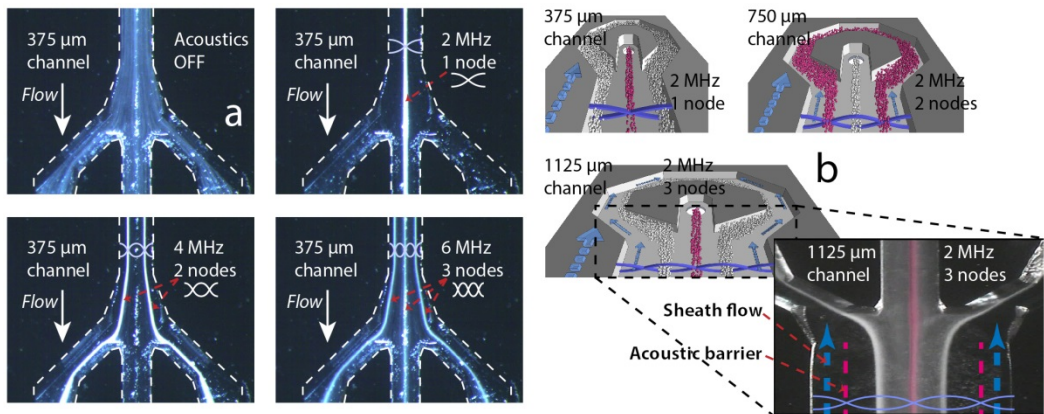 375 µm
channel
Acoustics
OFF
Flow
a
375 µm
channel
2 MHz
1 node
Flow
375 µm
channel
4 MHz
2 nodes
Flow
375 µm
channel
6 MHz
3 nodes
Flow
375 µm
channel
2 MHz
1 node
750 µm
channel
2 MHz
2 nodes
b
1125 µm
channel
2 MHz
3 nodes
1125 µm
channel
2 MHz
3 nodes
Sheath flow
Acoustic barrier